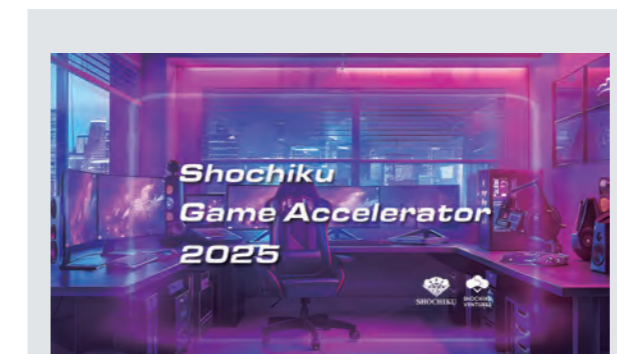 Shochiku
Game Accelerator
2025
SHOCHIKU
SHOCHIKU
VENTURES